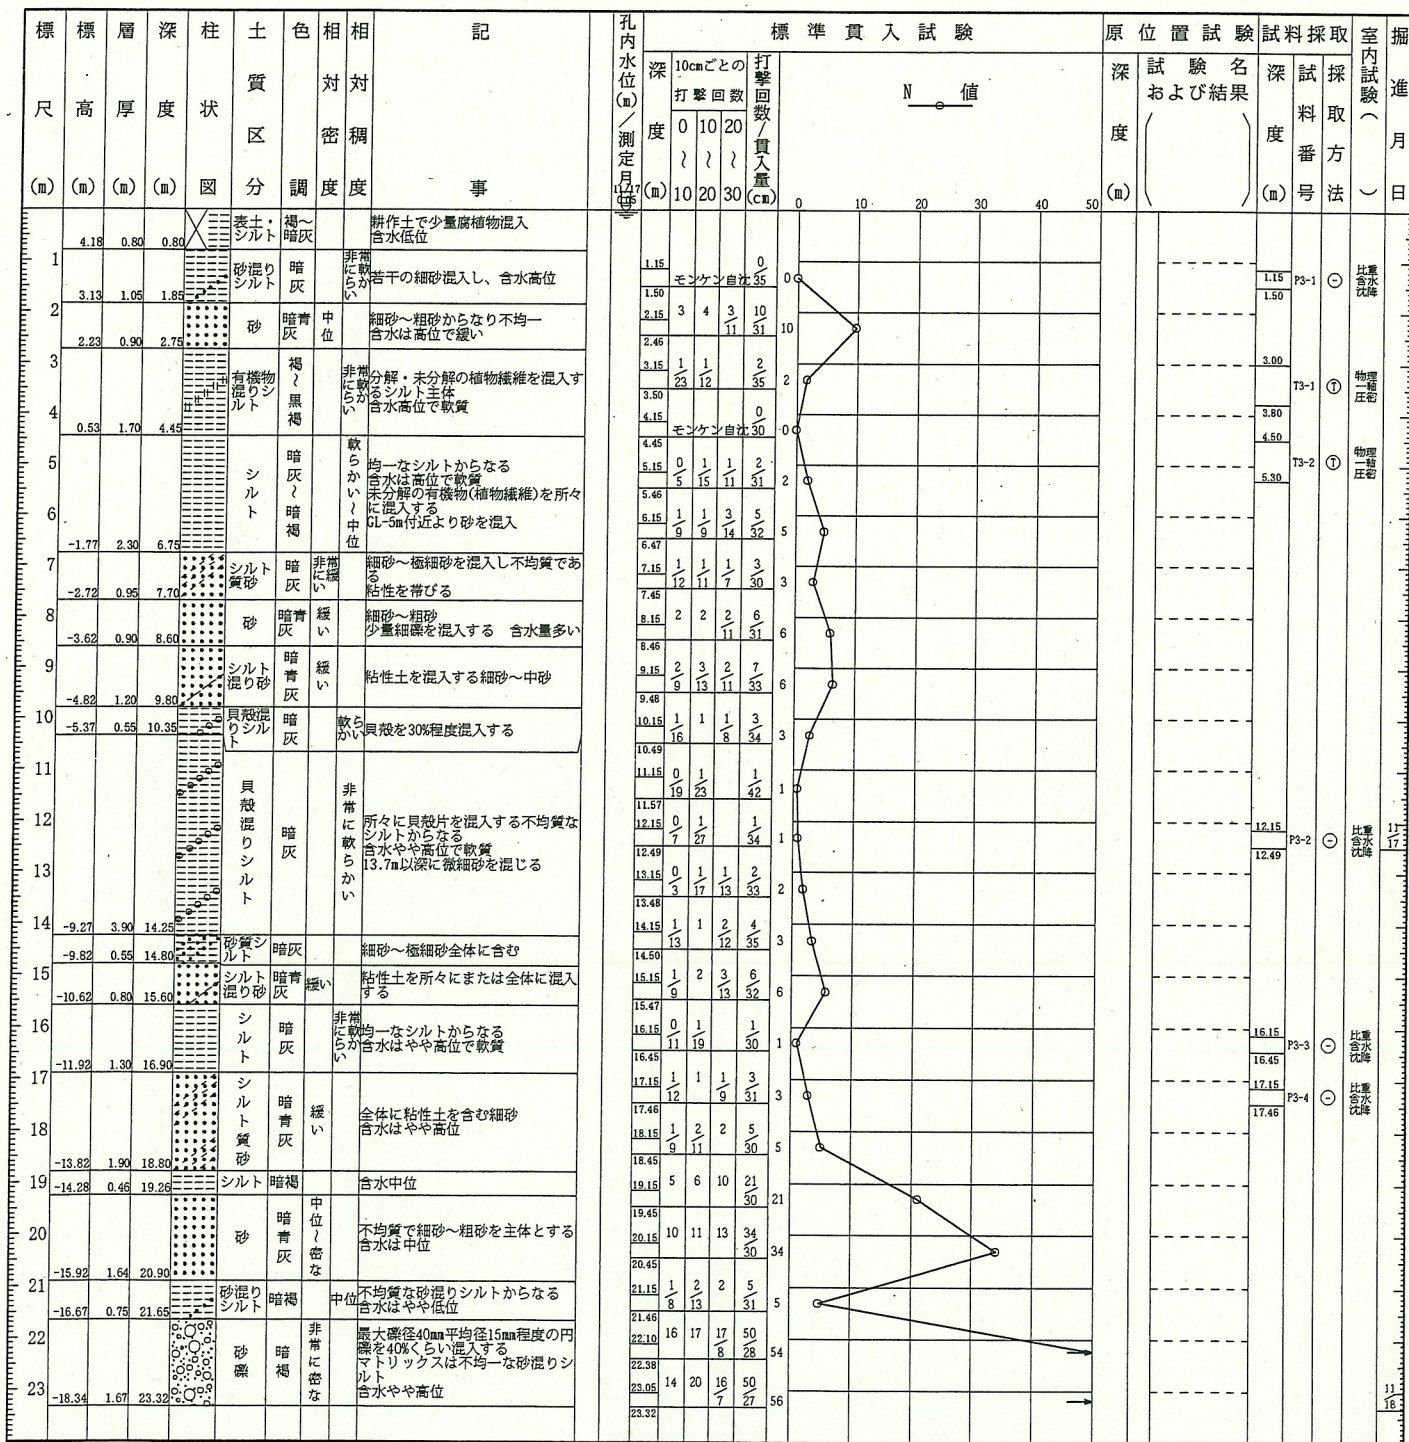 標尺(m) 標高(m) 層厚(m) 深度(m) 柱状図 土質区分 色調 相対密度 相対稠度 記事 孔内水位(m)/測定月日 標準貫入試験 原位置試験 試料採取 室内試験( ) 掘進月日
深度(m) 10cmごとの打撃回数 打撃回数/貫入量(cm) N値 深度(m) 試験名および結果 深度(m) 試料番号 採取方法
0〜10 10〜20 20〜30
0 10 20 30 40 50
11/17
4.18 0.80 0.80 表土・シルト 褐〜暗灰 耕作土で少量腐植物混入
含水低位
1 3.13 1.05 1.85 砂混りシルト 暗灰 非常に軟らかい 若干の細砂混入し、含水高位
2 2.23 0.90 2.75 砂 暗青灰 中位 細砂〜粗砂からなり不均一
含水は高位で緩い
3
4 0.53 1.70 4.45 有機物混りシルト 褐〜黒褐 非常に軟らかい 分解・未分解の植物繊維を混入す
るシルト主体
含水高位で軟質
5
6 -1.77 2.30 6.75 シルト 暗灰〜暗褐 軟らかい〜中位 均一なシルトからなる
含水は高位で軟質
未分解の有機物(植物繊維)を所々
に混入する
GL-5m付近より砂を混入
7 -2.72 0.95 7.70 シルト質砂 暗灰 非常に緩い 細砂〜極細砂を混入し不均質であ
る
粘性を帯びる
8 -3.62 0.90 8.60 砂 暗青灰 緩い 細砂〜粗砂
少量細礫を混入する 含水量多い
9 -4.82 1.20 9.80 シルト混り砂 暗青灰 緩い 粘性土を混入する細砂〜中砂
10 -5.37 0.55 10.35 貝殻混りシルト 暗灰 軟らかい 貝殻を30%程度混入する
11
12
13
14 -9.27 3.90 14.25 貝殻混りシルト 暗灰 非常に軟らかい 所々に貝殻片を混入する不均質な
シルトからなる
含水やや高位で軟質
13.7m以深に微細砂を混じる
-9.82 0.55 14.80 砂質シルト 暗灰 細砂〜極細砂全体に含む
15 -10.62 0.80 15.60 シルト混り砂 暗青灰 緩い 粘性土を所々にまたは全体に混入
する
16 -11.92 1.30 16.90 シルト 暗灰 非常に軟らかい 均一なシルトからなる
含水はやや高位で軟質
17
18 -13.82 1.90 18.80 シルト質砂 暗青灰 緩い 全体に粘性土を含む細砂
含水はやや高位
19 -14.28 0.46 19.26 シルト 暗褐 含水中位
20 -15.92 1.64 20.90 砂 暗青灰 中位〜密な 不均質で細砂〜粗砂を主体とする
含水は中位
21 -16.67 0.75 21.65 砂混りシルト 暗褐 中位 不均質な砂混りシルトからなる
含水はやや低位
22
23 -18.34 1.67 23.32 砂礫 暗褐 非常に密な 最大礫径40mm平均径15mm程度の円
礫を40%くらい混入する
マトリックスは不均一な砂混りシ
ルト
含水やや高位
1.15 1.50 モンケン自沈 0/35 0
2.15 2.46 3 4 3/11 10/31 10
3.15 3.50 1/23 1/12 2/35 2
4.15 4.45 モンケン自沈 0/30 0
5.15 5.46 0/5 1/15 1/11 2/31 2
6.15 6.47 1/9 1/9 3/14 5/32 5
7.15 7.45 1/12 1/11 1/7 3/30 3
8.15 8.46 2 2 2/11 6/31 6
9.15 9.48 2/9 3/13 2/11 7/33 6
10.15 10.49 1/16 1 1/8 3/34 3
11.15 11.57 0/19 1/23 1/42 1
12.15 12.49 0/7 1/27 1/34 1
13.15 13.48 0/3 1/17 1/13 2/33 2
14.15 14.50 1/13 1 2/12 4/35 3
15.15 15.47 1/9 2 3/13 6/32 6
16.15 16.45 0/11 1/19 1/30 1
17.15 17.46 1/12 1 1/9 3/31 3
18.15 18.45 1/9 2/11 2 5/30 5
19.15 19.45 5 6 10 21/30 21
20.15 20.45 10 11 13 34/30 34
21.15 21.46 1/8 2/13 2 5/31 5
22.10 22.38 16 17 17/8 50/28 54
23.05 23.32 14 20 16/7 50/27 56
1.15 1.50 P3-1 比重 含水 沈降
3.00 3.80 T3-1 T 物理 一軸 圧密
4.50 5.30 T3-2 T 物理 一軸 圧密
12.15 12.49 P3-2 比重 含水 沈降 11/17
16.15 16.45 P3-3 比重 含水 沈降
17.15 17.46 P3-4 比重 含水 沈降
11/18